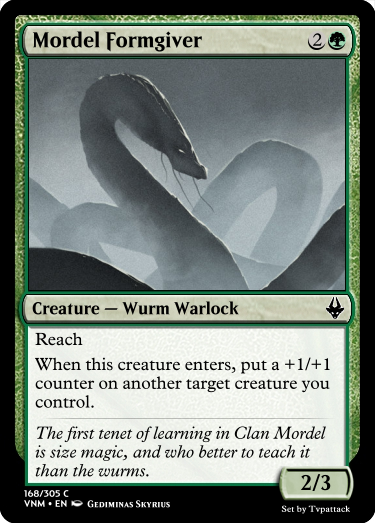 Mordel Formgiver 2
Creature — Wurm Warlock
Reach
When this creature enters, put a +1/+1
counter on another target creature you
control.
The first tenet of learning in Clan Mordel
is size magic, and who better to teach it
than the wurms.
2/3
168/305 C
VNM • EN Gediminas Skyrius
Set by Tvpattack